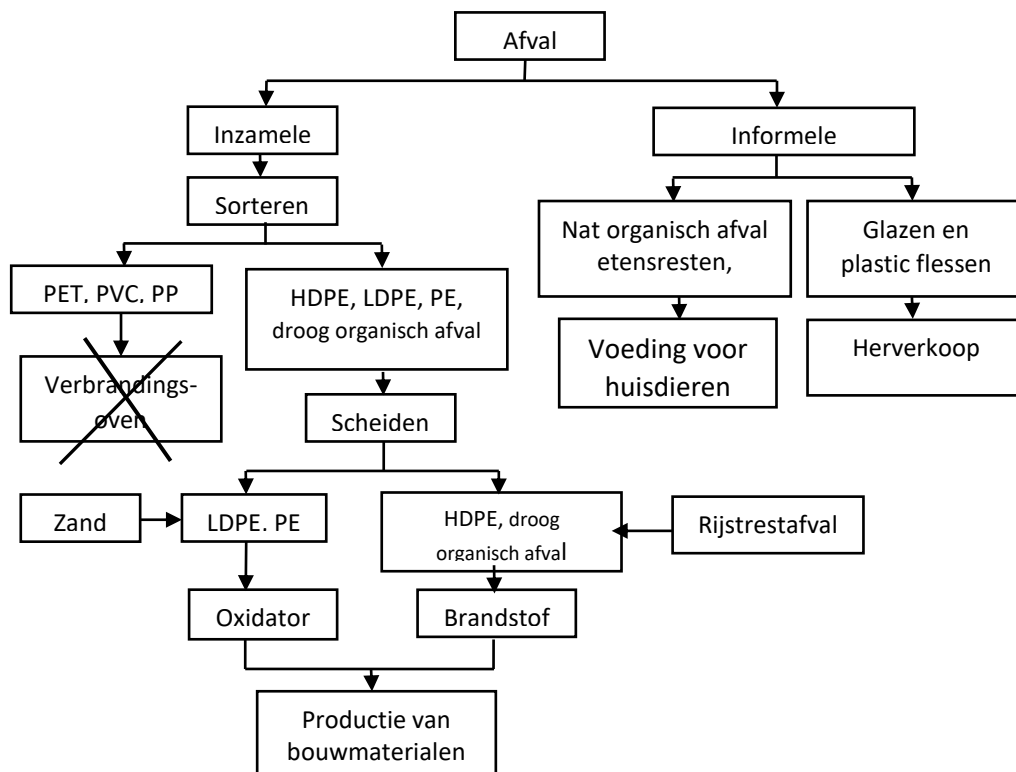 Afval
Inzamele
Informele
Sorteren
Nat organisch afval
etensresten,
Glazen en
plastic flessen
PET, PVC, PP
HDPE, LDPE, PE,
droog organisch afval
Verbrandings-
oven
Voeding voor
huisdieren
Herverkoop
Scheiden
Zand
LDPE. PE
HDPE, droog
organisch afval
Rijstrestafval
Oxidator
Brandstof
Productie van
bouwmaterialen